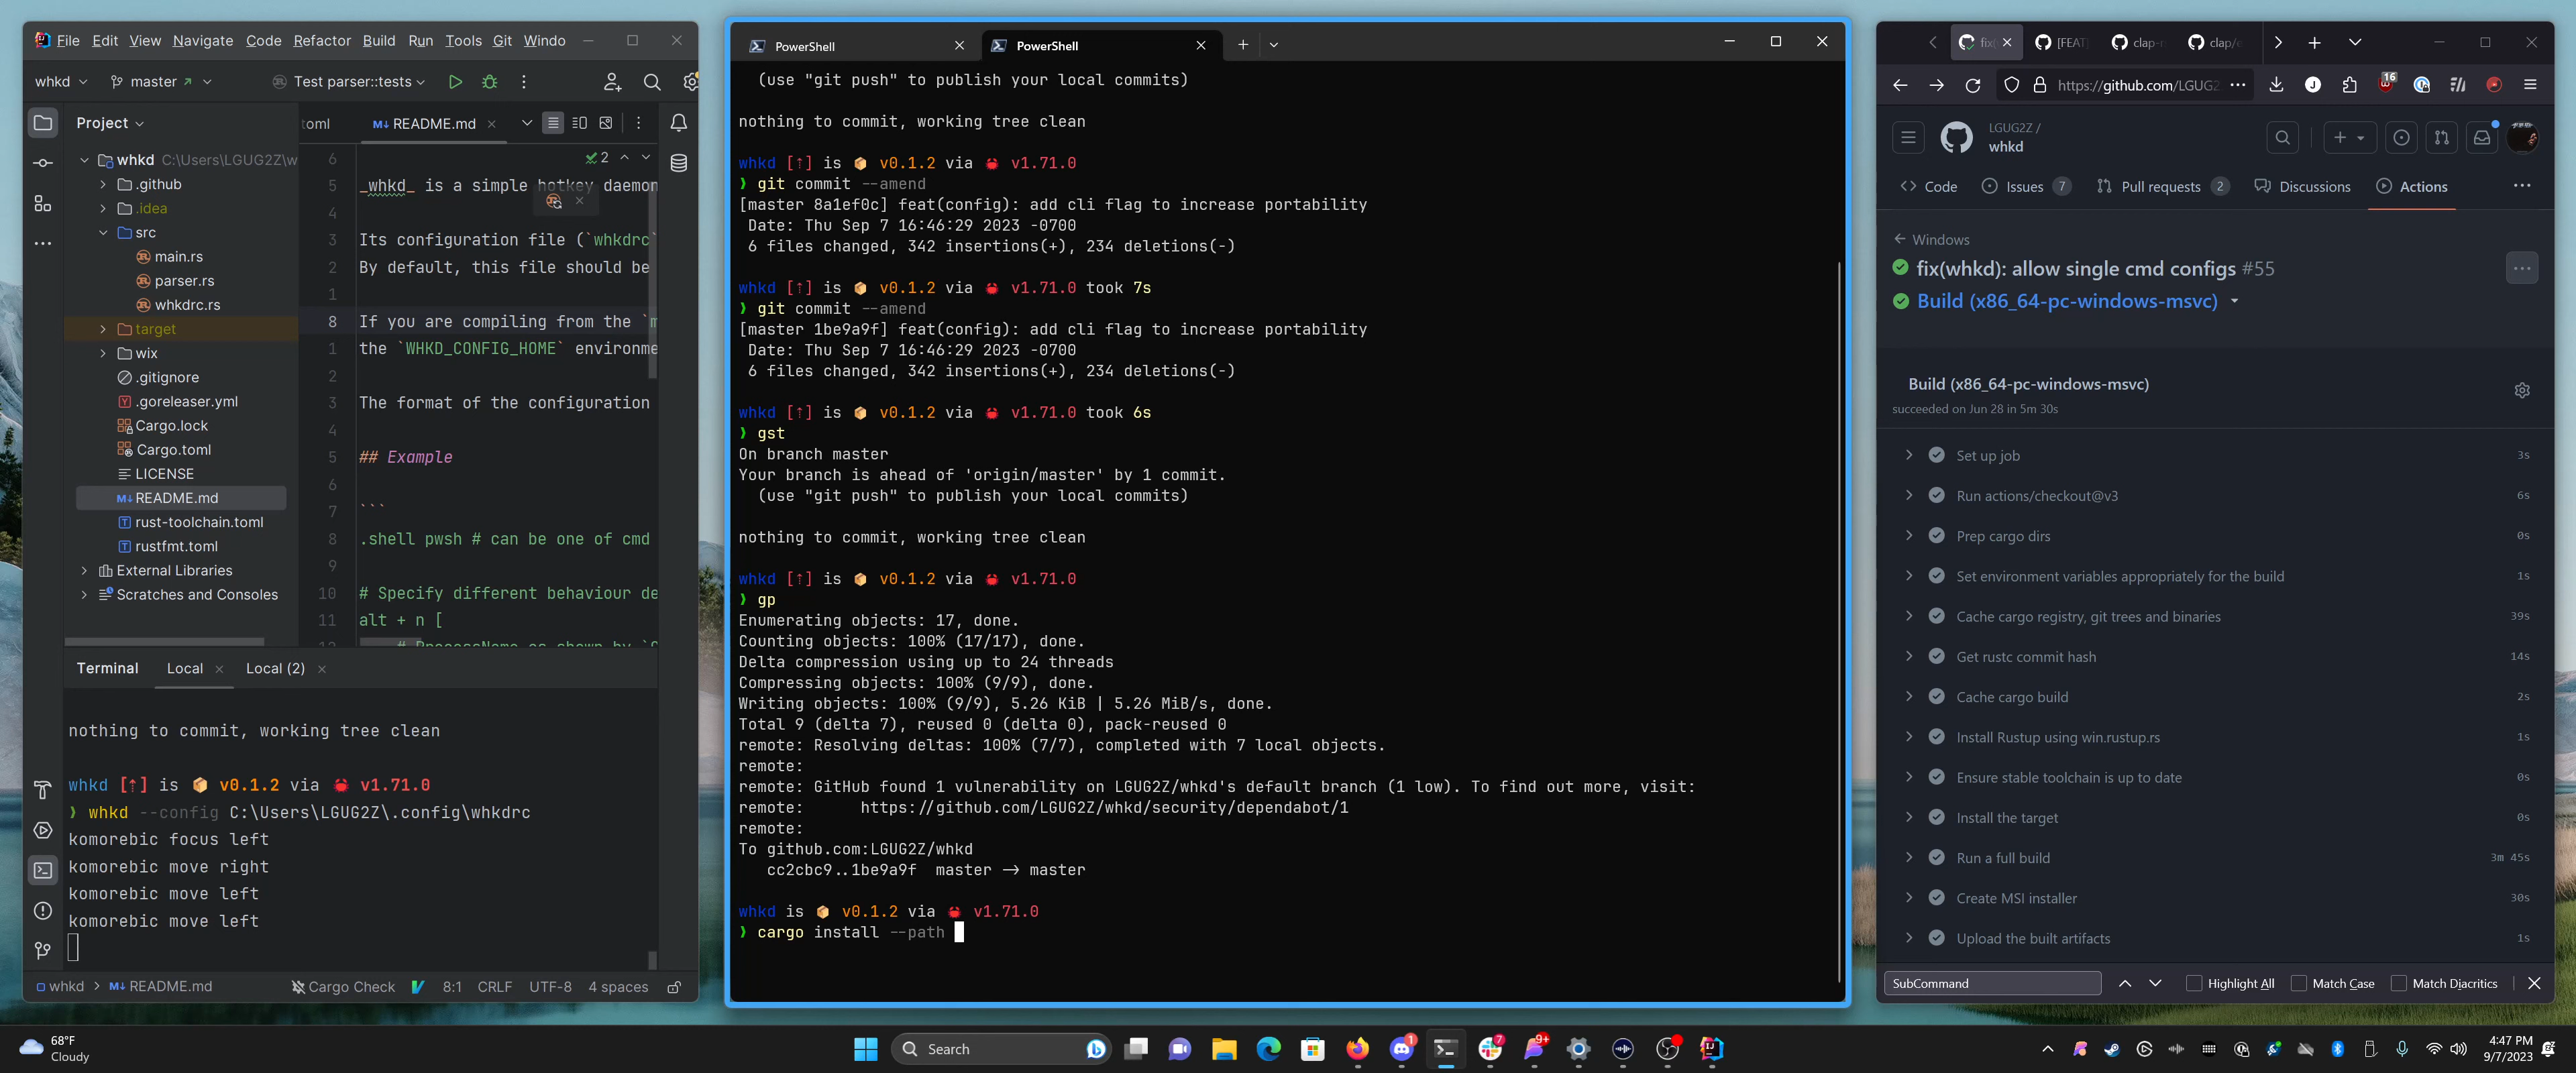 File Edit View Navigate Code Refactor Build Run Tools Git Windo
whkd master Test parser::tests
Project
whkd C:\Users\LGUG2Z\w
.github
.idea
src
main.rs
parser.rs
whkdrc.rs
target
wix
.gitignore
.goreleaser.yml
Cargo.lock
Cargo.toml
LICENSE
README.md
rust-toolchain.toml
rustfmt.toml
External Libraries
Scratches and Consoles
toml README.md
2
6
5 _whkd_ is a simple hotkey daemon
4
3 Its configuration file (`whkdrc`
2 By default, this file should be
1
8 If you are compiling from the `m
1 the `WHKD_CONFIG_HOME` environme
2
3 The format of the configuration
4
5 ## Example
6
7 ```
8 .shell pwsh # can be one of cmd
9
10 # Specify different behaviour de
11 alt + n [
Terminal Local Local (2)
nothing to commit, working tree clean
whkd [↑] is 📦 v0.1.2 via 🦀 v1.71.0
❯ whkd --config C:\Users\LGUG2Z\.config\whkdrc
komorebic focus left
komorebic move right
komorebic move left
komorebic move left
whkd > README.md Cargo Check 8:1 CRLF UTF-8 4 spaces
PowerShell PowerShell
(use "git push" to publish your local commits)
nothing to commit, working tree clean
whkd [↑] is 📦 v0.1.2 via 🦀 v1.71.0
❯ git commit --amend
[master 8a1ef0c] feat(config): add cli flag to increase portability
Date: Thu Sep 7 16:46:29 2023 -0700
6 files changed, 342 insertions(+), 234 deletions(-)
whkd [↑] is 📦 v0.1.2 via 🦀 v1.71.0 took 7s
❯ git commit --amend
[master 1be9a9f] feat(config): add cli flag to increase portability
Date: Thu Sep 7 16:46:29 2023 -0700
6 files changed, 342 insertions(+), 234 deletions(-)
whkd [↑] is 📦 v0.1.2 via 🦀 v1.71.0 took 6s
❯ gst
On branch master
Your branch is ahead of 'origin/master' by 1 commit.
(use "git push" to publish your local commits)
nothing to commit, working tree clean
whkd [↑] is 📦 v0.1.2 via 🦀 v1.71.0
❯ gp
Enumerating objects: 17, done.
Counting objects: 100% (17/17), done.
Delta compression using up to 24 threads
Compressing objects: 100% (9/9), done.
Writing objects: 100% (9/9), 5.26 KiB | 5.26 MiB/s, done.
Total 9 (delta 7), reused 0 (delta 0), pack-reused 0
remote: Resolving deltas: 100% (7/7), completed with 7 local objects.
remote:
remote: GitHub found 1 vulnerability on LGUG2Z/whkd's default branch (1 low). To find out more, visit:
remote: https://github.com/LGUG2Z/whkd/security/dependabot/1
remote:
To github.com:LGUG2Z/whkd
cc2cbc9..1be9a9f master -> master
whkd is 📦 v0.1.2 via 🦀 v1.71.0
❯ cargo install --path
fix( [FEAT clap- clap/
https://github.com/LGUG2 16
LGUG2Z /
whkd
Code Issues 7 Pull requests 2 Discussions Actions
Windows
fix(whkd): allow single cmd configs #55
Build (x86_64-pc-windows-msvc)
Build (x86_64-pc-windows-msvc)
succeeded on Jun 28 in 5m 30s
Set up job 3s
Run actions/checkout@v3 6s
Prep cargo dirs 0s
Set environment variables appropriately for the build 1s
Cache cargo registry, git trees and binaries 39s
Get rustc commit hash 14s
Cache cargo build 2s
Install Rustup using win.rustup.rs 1s
Ensure stable toolchain is up to date 0s
Install the target 0s
Run a full build 3m 45s
Create MSI installer 30s
Upload the built artifacts 1s
SubCommand Highlight All Match Case Match Diacritics
68°F
Cloudy
Search
1 7 9+
4:47 PM
9/7/2023